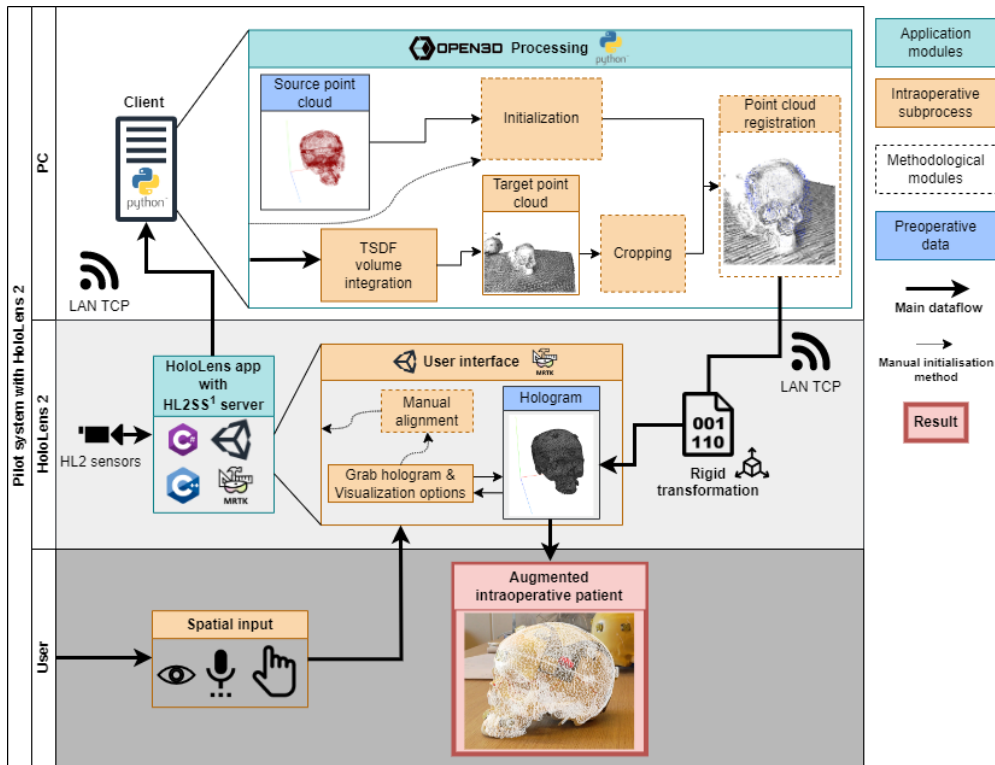 Pilot system with HoloLens 2
PC
HoloLens 2
User
OPEN3D Processing
python™
Client
python™
Source point
cloud
Initialization
Point cloud
registration
Target point
cloud
TSDF
volume
integration
Cropping
LAN TCP
LAN TCP
HoloLens app
with
HL2SS¹ server
MRTK
HL2 sensors
User interface
MRTK
Manual
alignment
Grab hologram &
Visualization options
Hologram
001
110
Rigid
transformation
Spatial input
Augmented
intraoperative patient
Application
modules
Intraoperative
subprocess
Methodological
modules
Preoperative
data
Main dataflow
Manual initialisation
method
Result